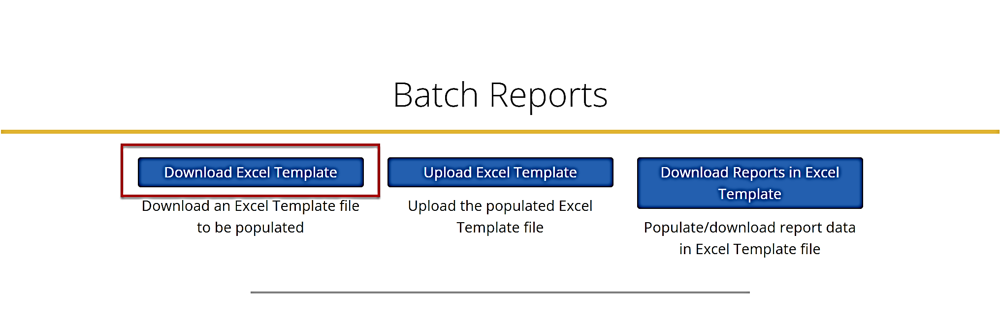 Batch Reports
Download Excel Template
Download an Excel Template file
to be populated
Upload Excel Template
Upload the populated Excel
Template file
Download Reports in Excel
Template
Populate/download report data
in Excel Template file